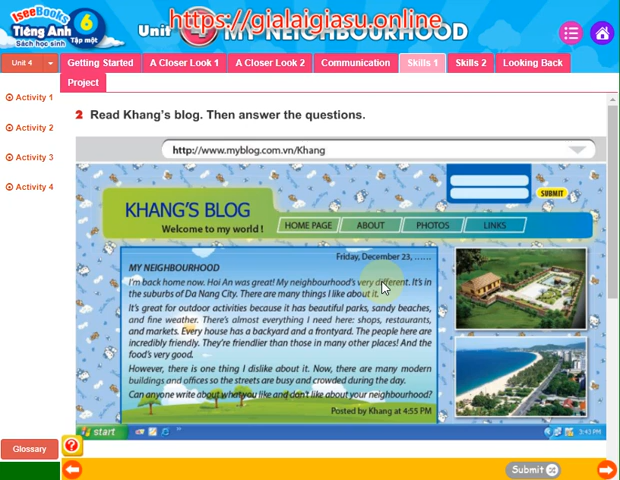 IseeBooks
Tiếng Anh 6
Sách học sinh Tập một
https://gialaigiasu.online
Unit 4 MY NEIGHBOURHOOD
Unit 4
Getting Started
A Closer Look 1
A Closer Look 2
Communication
Skills 1
Skills 2
Looking Back
Project
Activity 1
Activity 2
Activity 3
Activity 4
2 Read Khang's blog. Then answer the questions.
http://www.myblog.com.vn/Khang
SUBMIT
KHANG'S BLOG
Welcome to my world !
HOME PAGE
ABOUT
PHOTOS
LINKS
Friday, December 23, ......
MY NEIGHBOURHOOD
I'm back home now. Hoi An was great! My neighbourhood's very different. It's in
the suburbs of Da Nang City. There are many things I like about it.
It's great for outdoor activities because it has beautiful parks, sandy beaches,
and fine weather. There's almost everything I need here: shops, restaurants,
and markets. Every house has a backyard and a frontyard. The people here are
incredibly friendly. They're friendlier than those in many other places! And the
food's very good.
However, there is one thing I dislike about it. Now, there are many modern
buildings and offices so the streets are busy and crowded during the day.
Can anyone write about what you like and don't like about your neighbourhood?
Posted by Khang at 4:55 PM
start
3:43 PM
Glossary
?
Submit